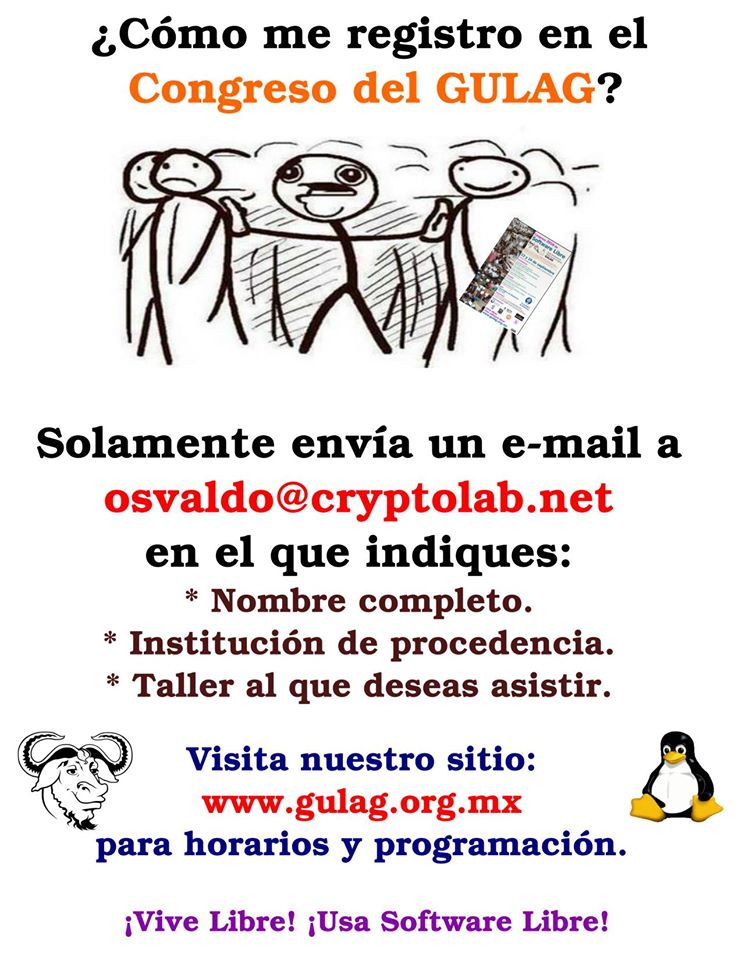 ¿Cómo me registro en el
Congreso del GULAG?
Software Libre
Solamente envía un e-mail a
osvaldo@cryptolab.net
en el que indiques:
* Nombre completo.
* Institución de procedencia.
* Taller al que deseas asistir.
Visita nuestro sitio:
www.gulag.org.mx
para horarios y programación.
¡Vive Libre! ¡Usa Software Libre!